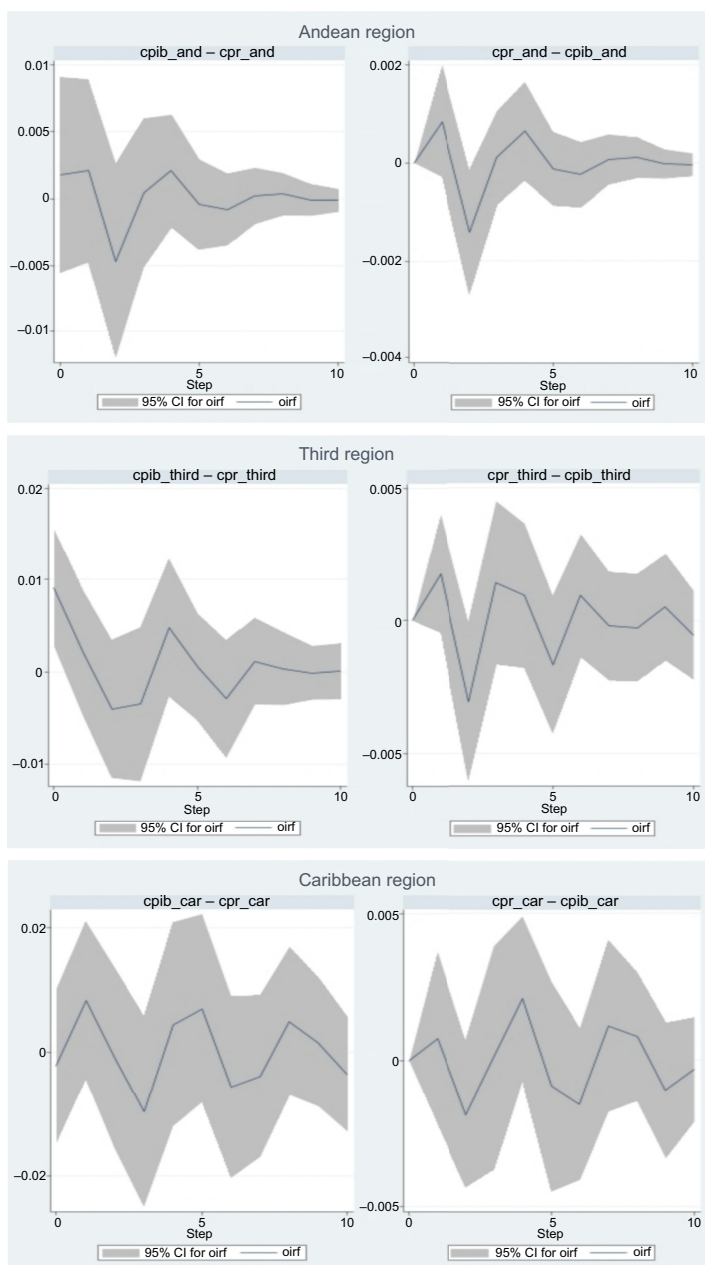 Andean region
cpib_and – cpr_and
cpr_and – cpib_and
0.01
0.005
0
–0.005
–0.01
0
5
10
Step
95% CI for oirf
oirf
0.002
0
–0.002
–0.004
0
5
10
Step
95% CI for oirf
oirf
Third region
cpib_third – cpr_third
cpr_third – cpib_third
0.02
0.01
0
–0.01
0
5
10
Step
95% CI for oirf
oirf
0.005
0
–0.005
0
5
10
Step
95% CI for oirf
oirf
Caribbean region
cpib_car – cpr_car
cpr_car – cpib_car
0.02
0
–0.02
0
5
10
Step
95% CI for oirf
oirf
0.005
0
–0.005
0
5
10
Step
95% CI for oirf
oirf